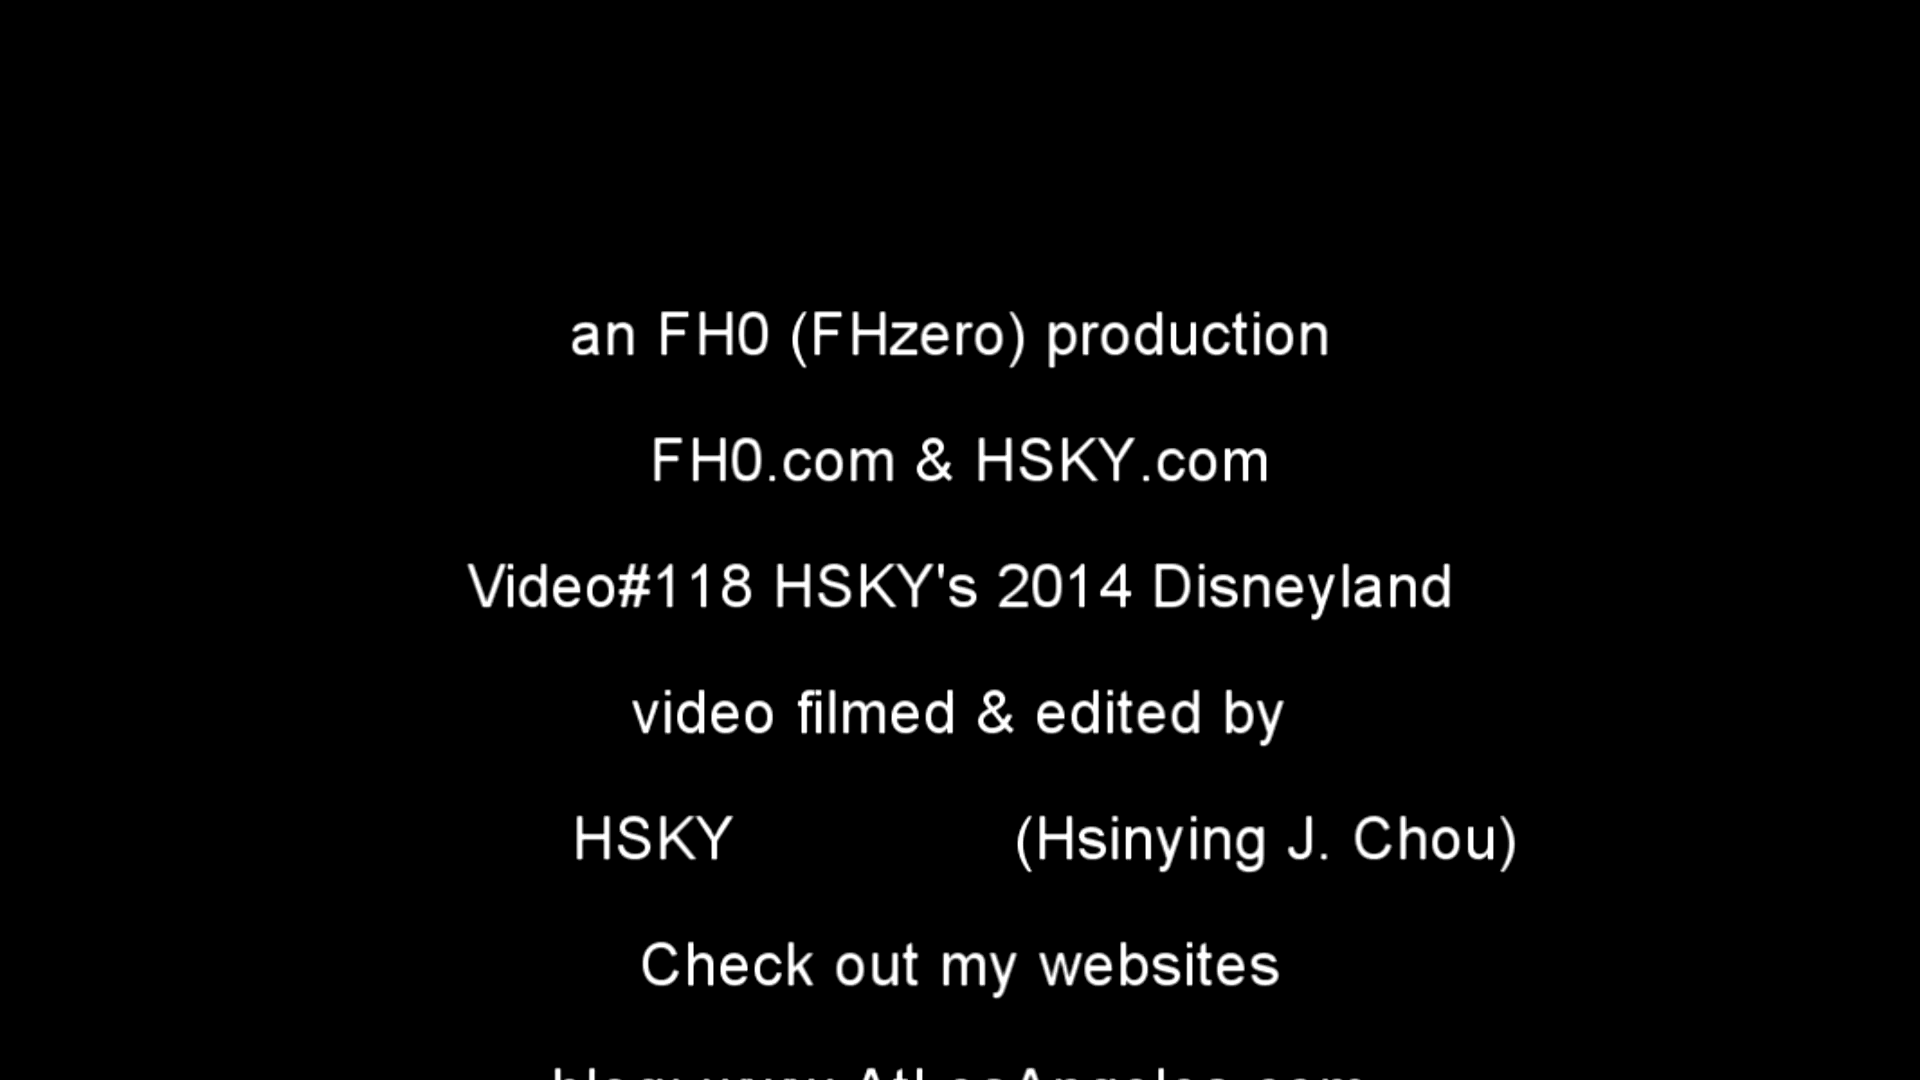 an FH0 (FHzero) production
FH0.com & HSKY.com
Video#118 HSKY's 2014 Disneyland
video filmed & edited by
HSKY (Hsinying J. Chou)
Check out my websites